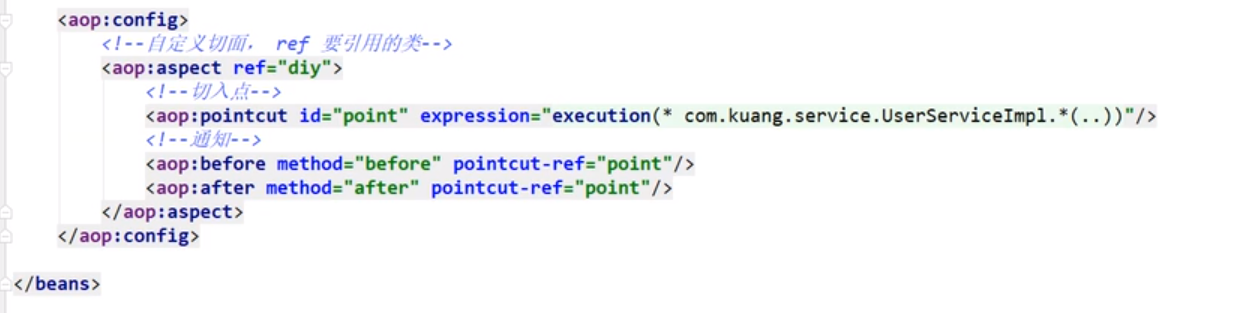 <aop:config>
<!--自定义切面， ref 要引用的类-->
<aop:aspect ref="diy">
<!--切入点-->
<aop:pointcut id="point" expression="execution(* com.kuang.service.UserServiceImpl.*(..))"/>
<!--通知-->
<aop:before method="before" pointcut-ref="point"/>
<aop:after method="after" pointcut-ref="point"/>
</aop:aspect>
</aop:config>
</beans>